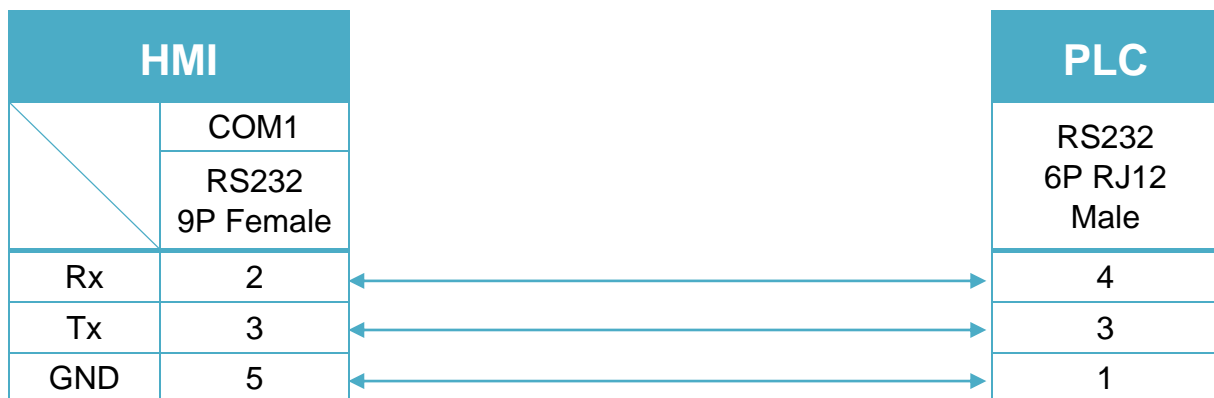 HMI
PLC
COM1
RS232
9P Female
RS232
6P RJ12
Male
Rx 2 4
Tx 3 3
GND 5 1